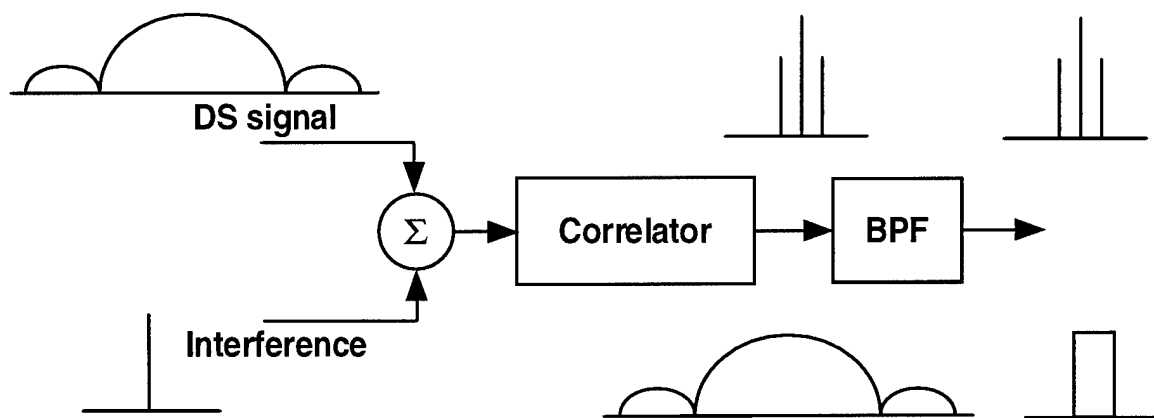 DS signal
Σ
Correlator
BPF
Interference